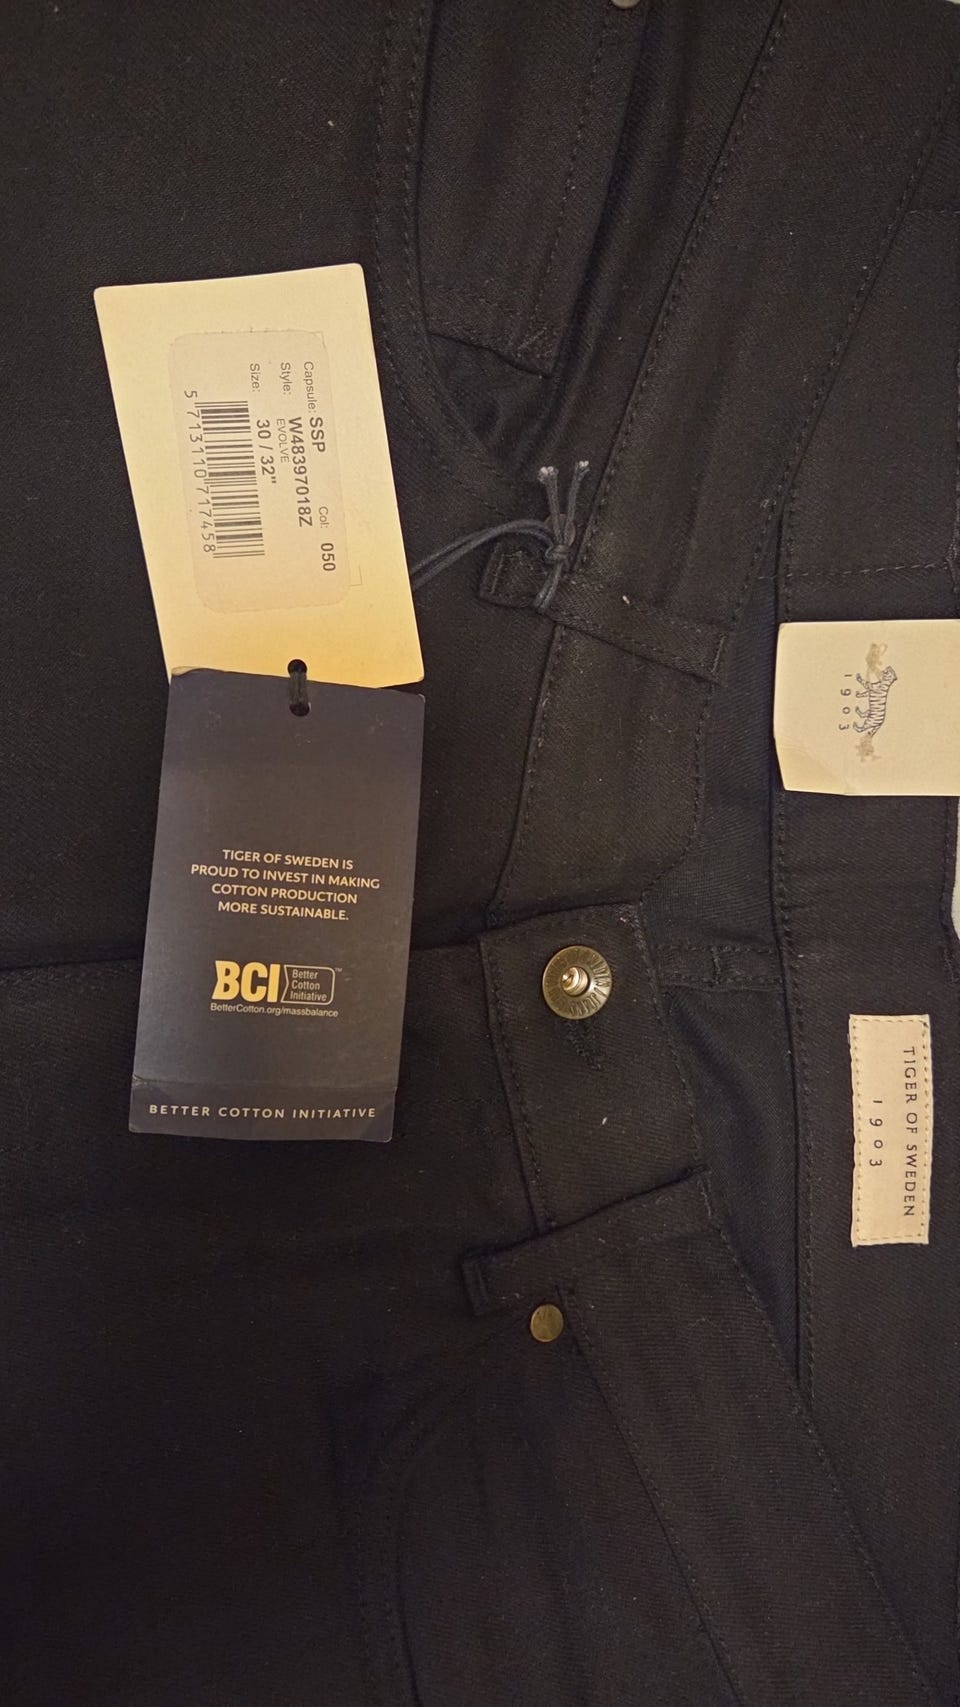 Capsule: SSP Col: 050
Style: W48397018Z
EVOLVE
Size: 30 / 32"
5 713110 717458
TIGER OF SWEDEN IS
PROUD TO INVEST IN MAKING
COTTON PRODUCTION
MORE SUSTAINABLE.
BCI
Better
Cotton
Initiative
TM
BetterCotton.org/massbalance
BETTER COTTON INITIATIVE
1903
TIGER OF SWEDEN
1903